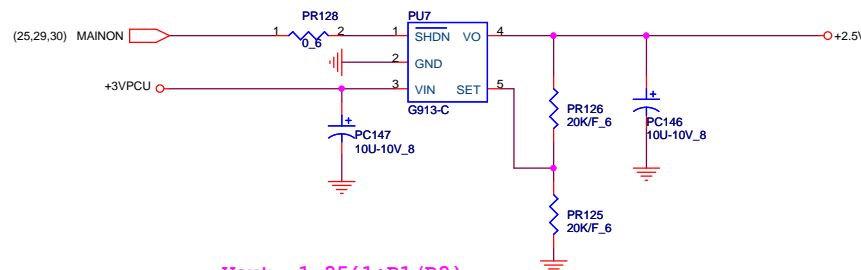 PR128
PU7
(25,29,30) MAINON
1 2
0_6
1 SHDN VO 4
+2.5V
2 GND
+3VPCU
3 VIN SET 5
G913-C
PR126
20K/F_6
PC147
10U-10V_8
PC146
10U-10V_8
PR125
20K/F_6